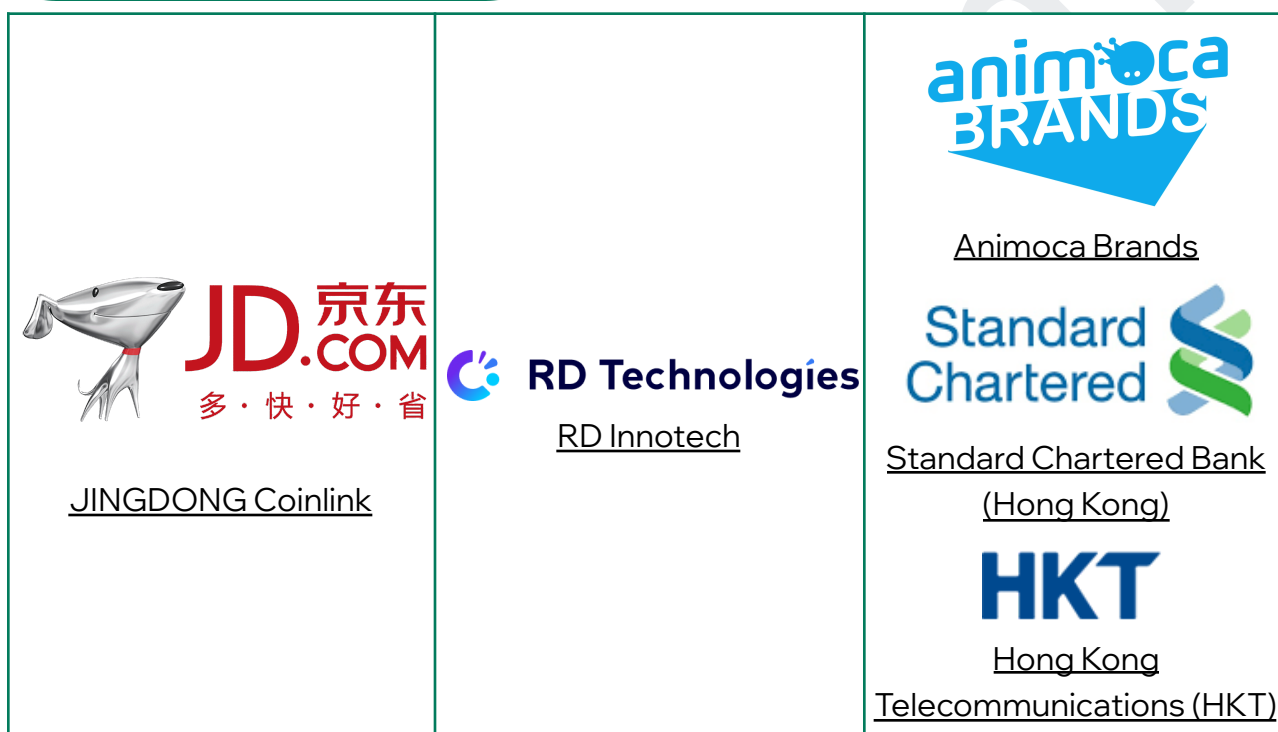 JD 京东
.COM
多·快·好·省
JINGDONG Coinlink
RD Technologies
RD Innotech
animoca
BRANDS
Animoca Brands
Standard
Chartered
Standard Chartered Bank
(Hong Kong)
HKT
Hong Kong
Telecommunications (HKT)